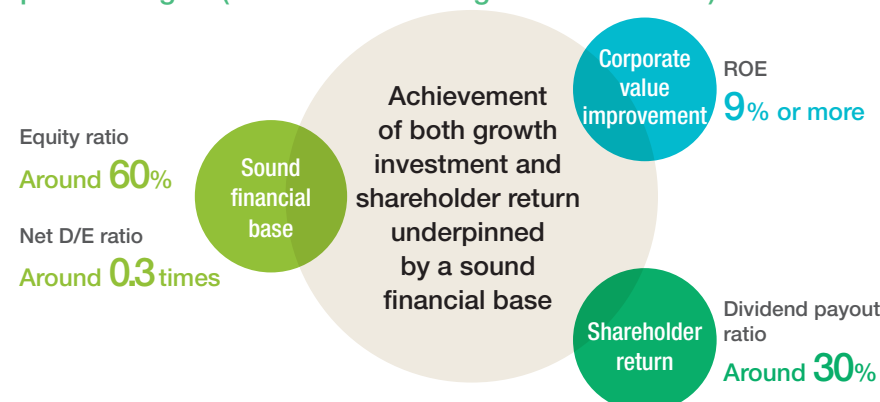 Equity ratio
Around 60%
Net D/E ratio
Around 0.3 times
Sound
financial
base
Achievement
of both growth
investment and
shareholder return
underpinned
by a sound
financial base
Corporate
value
improvement
ROE
9% or more
Shareholder
return
Dividend payout
ratio
Around 30%